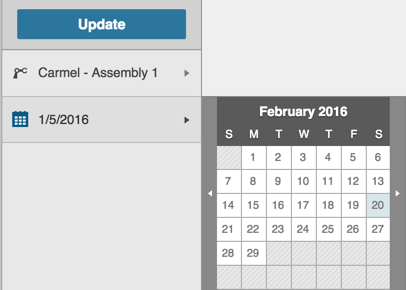 Update
Carmel - Assembly 1
1/5/2016
February 2016
S M T W T F S
1 2 3 4 5 6
7 8 9 10 11 12 13
14 15 16 17 18 19 20
21 22 23 24 25 26 27
28 29